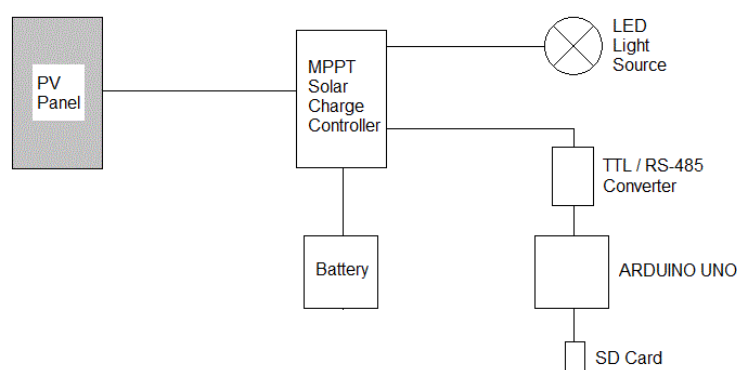 PV
Panel
MPPT
Solar
Charge
Controller
LED
Light
Source
TTL / RS-485
Converter
Battery
ARDUINO UNO
SD Card